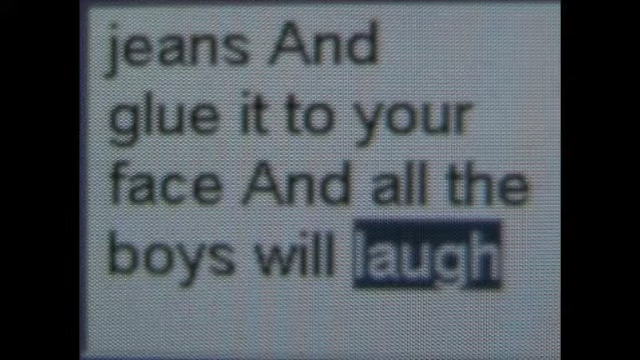 jeans And
glue it to your
face And all the
boys will laugh